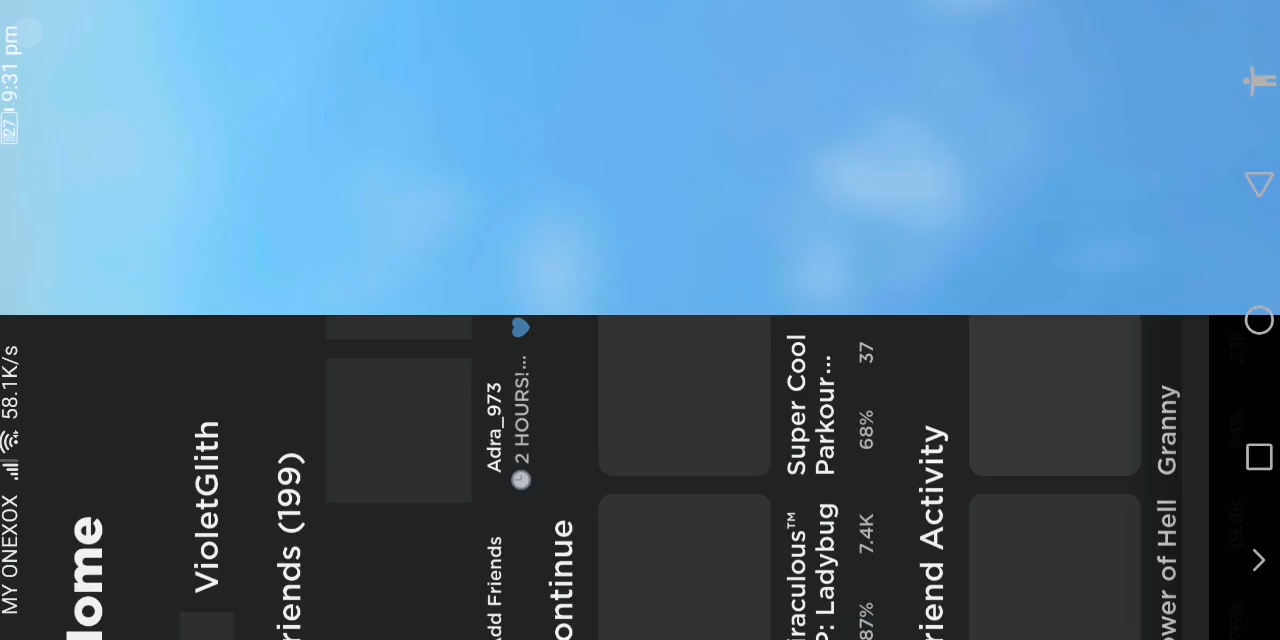 MY ONEXOX 58.1K/s 27 9:31 pm
ome
VioletGlith
riends (199)
dd Friends
Adra_973
2 HOURS!...
ontinue
iraculous™
P: Ladybug
87% 7.4K
Super Cool
Parkour...
68% 37
riend Activity
ower of Hell
Granny